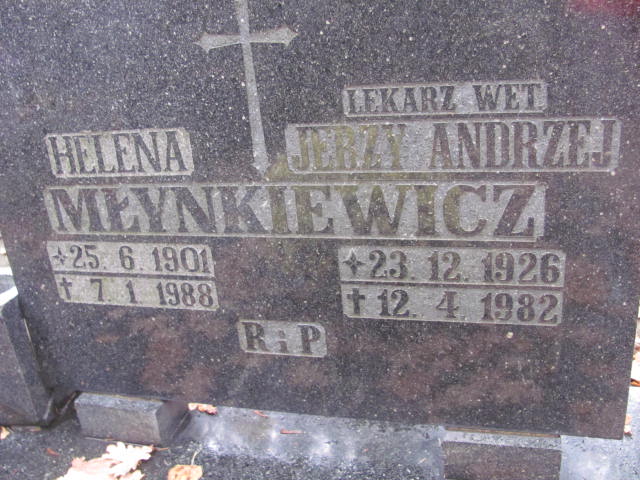 LEKARZ WET
HELENA JERZY ANDRZEJ
MŁYNKIEWICZ
25. 6. 1901 23. 12. 1926
† 7. 1. 1988 † 12. 4. 1982
R i P